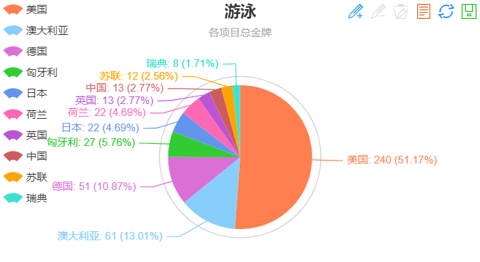 游泳
各项目总金牌
美国
澳大利亚
德国
匈牙利
日本
荷兰
英国
中国
苏联
瑞典
瑞典: 8 (1.71%)
苏联: 12 (2.56%)
中国: 13 (2.77%)
英国: 13 (2.77%)
荷兰: 22 (4.69%)
日本: 22 (4.69%)
匈牙利: 27 (5.76%)
德国: 51 (10.87%)
澳大利亚: 61 (13.01%)
美国: 240 (51.17%)